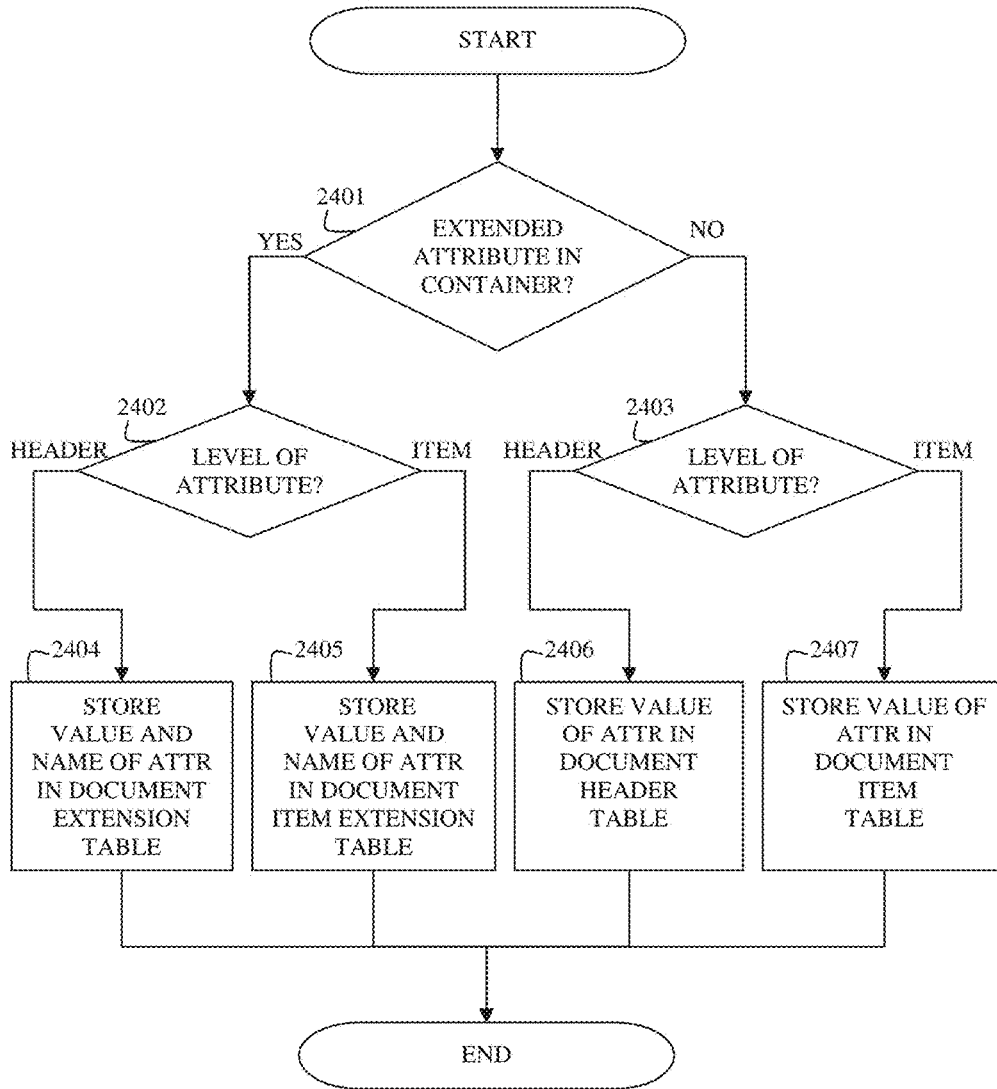 START
2401
EXTENDED
ATTRIBUTE IN
CONTAINER?
YES
NO
2402
HEADER
LEVEL OF
ATTRIBUTE?
ITEM
2403
HEADER
LEVEL OF
ATTRIBUTE?
ITEM
2404
STORE
VALUE AND
NAME OF ATTR
IN DOCUMENT
EXTENSION
TABLE
2405
STORE
VALUE AND
NAME OF ATTR
IN DOCUMENT
ITEM EXTENSION
TABLE
2406
STORE VALUE
OF ATTR IN
DOCUMENT
HEADER
TABLE
2407
STORE VALUE OF
ATTR IN
DOCUMENT
ITEM
TABLE
END